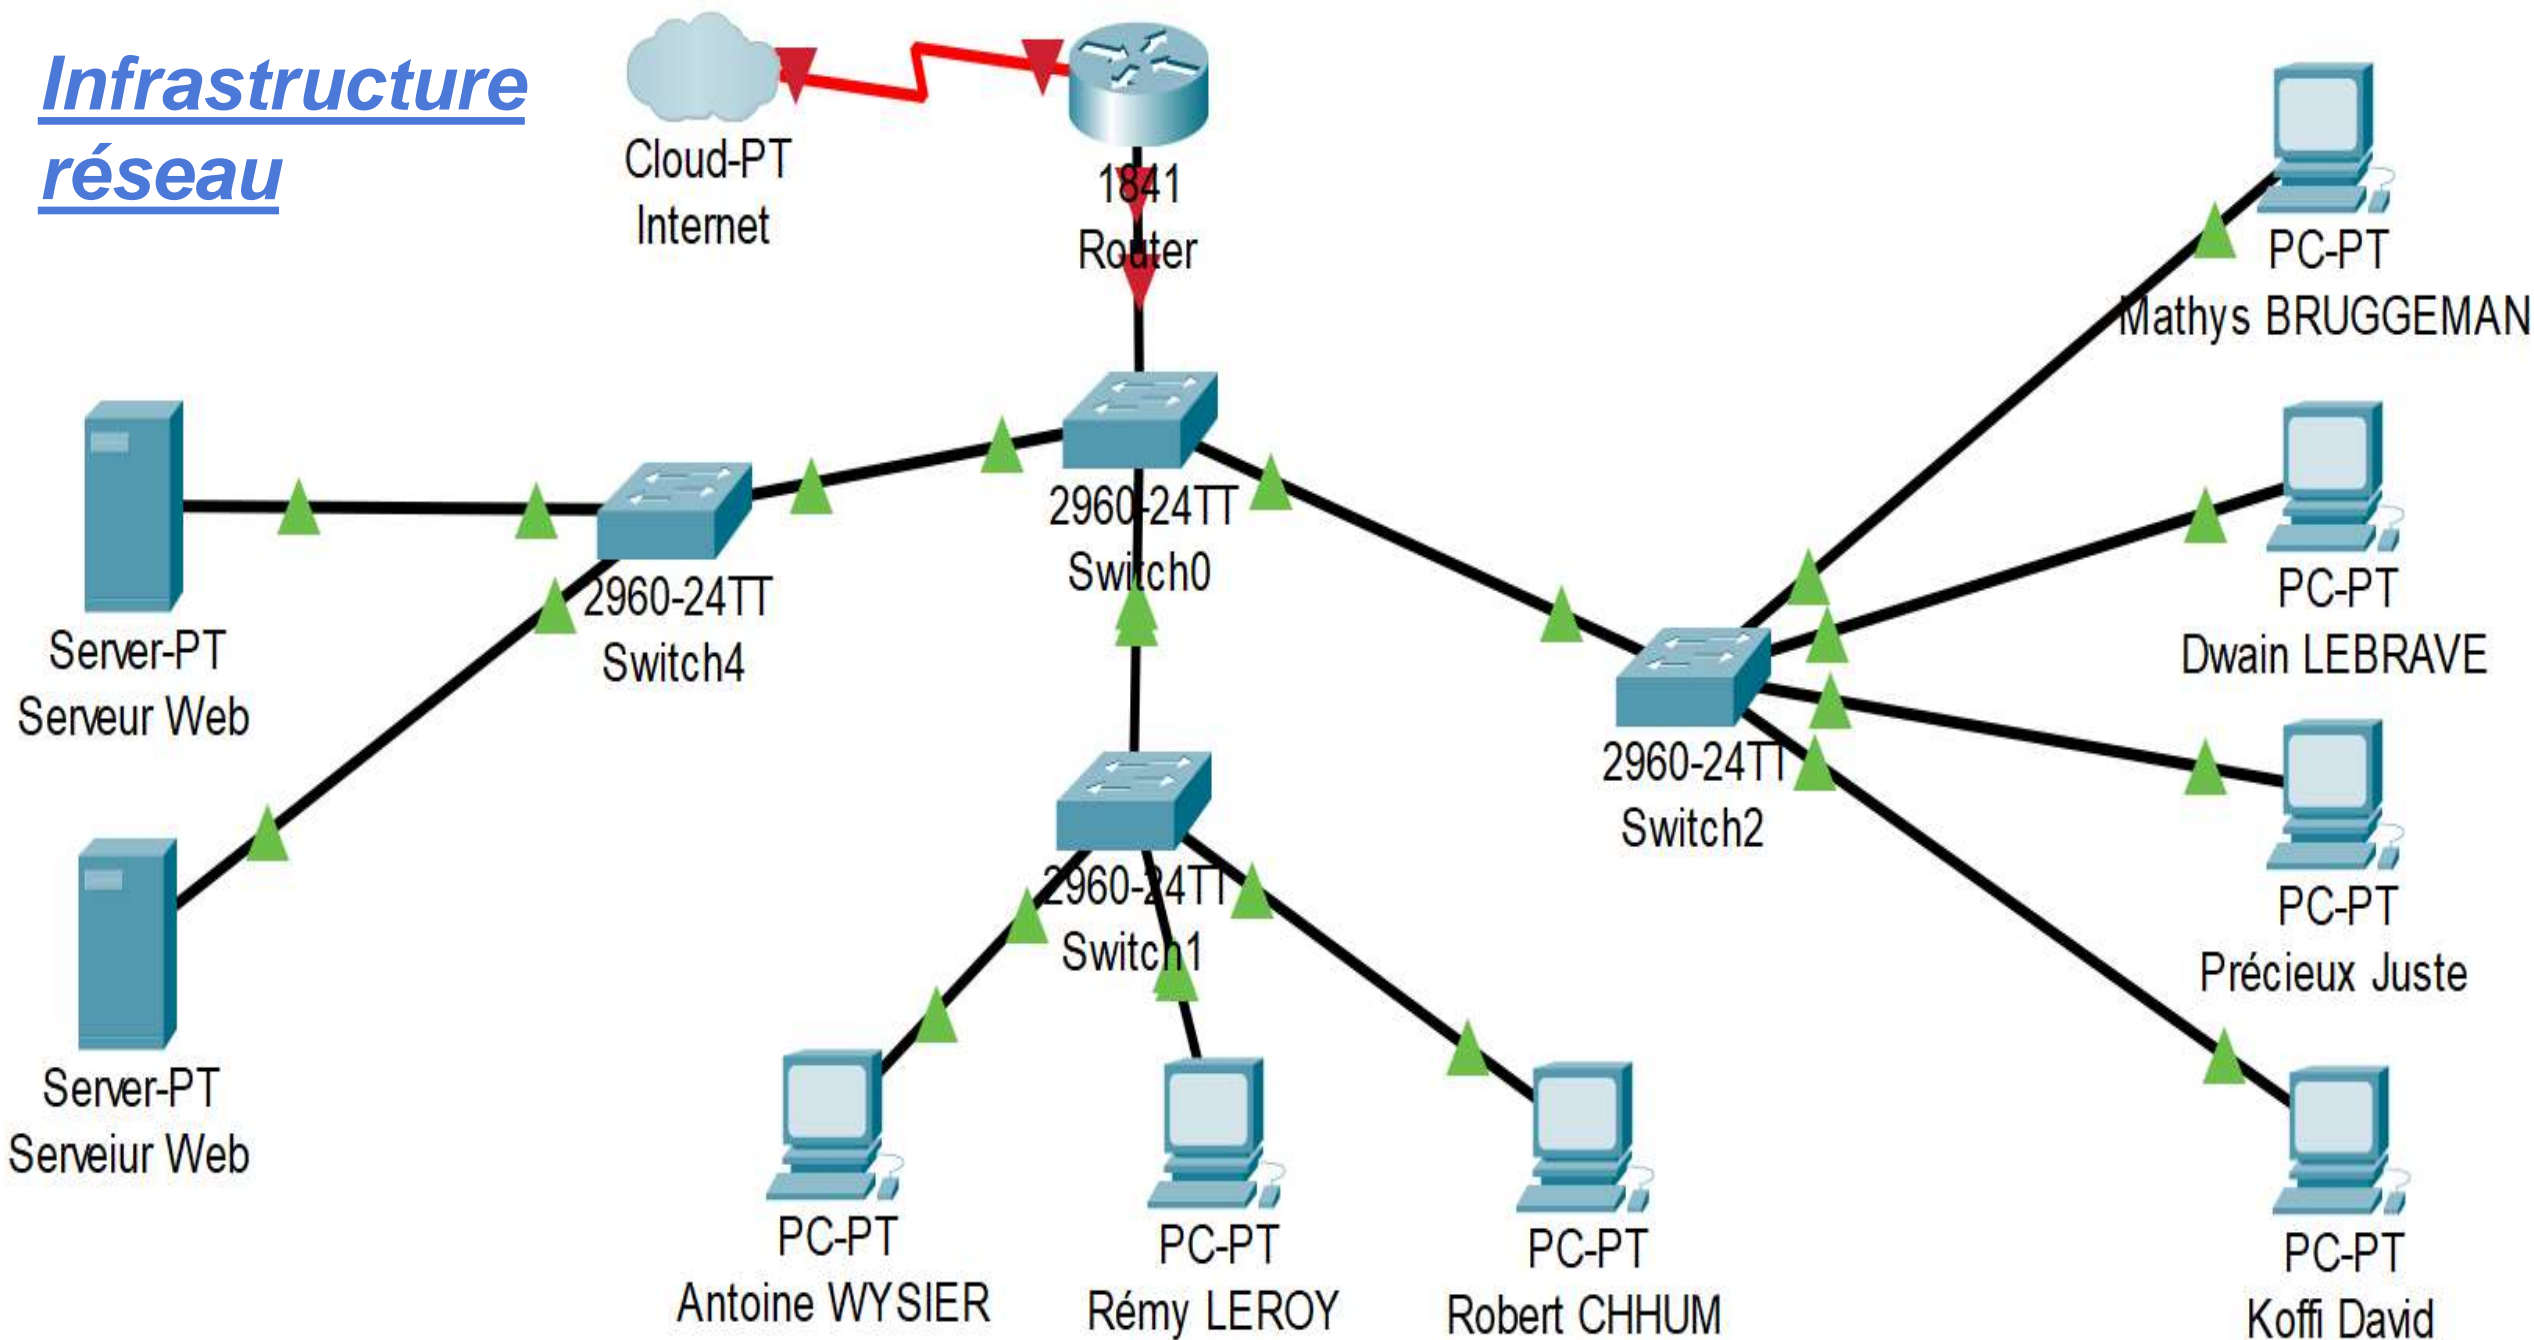 Infrastructure
réseau
Cloud-PT
Internet
1841
Router
PC-PT
Mathys BRUGGEMAN
2960-24TT
Switch0
PC-PT
Dwain LEBRAVE
Server-PT
Serveur Web
2960-24TT
Switch4
2960-24TT
Switch2
2960-24TT
Switch1
PC-PT
Précieux Juste
Server-PT
Serveiur Web
PC-PT
Antoine WYSIER
PC-PT
Rémy LEROY
PC-PT
Robert CHHUM
PC-PT
Koffi David